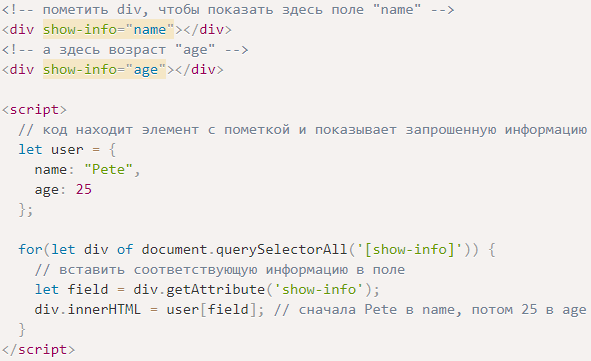 <!-- пометить div, чтобы показать здесь поле "name" -->
<div show-info="name"></div>
<!-- а здесь возраст "age" -->
<div show-info="age"></div>

<script>
  // код находит элемент с пометкой и показывает запрошенную информацию
  let user = {
    name: "Pete",
    age: 25
  };

  for(let div of document.querySelectorAll('[show-info]')) {
    // вставить соответствующую информацию в поле
    let field = div.getAttribute('show-info');
    div.innerHTML = user[field]; // сначала Pete в name, потом 25 в age
  }
</script>